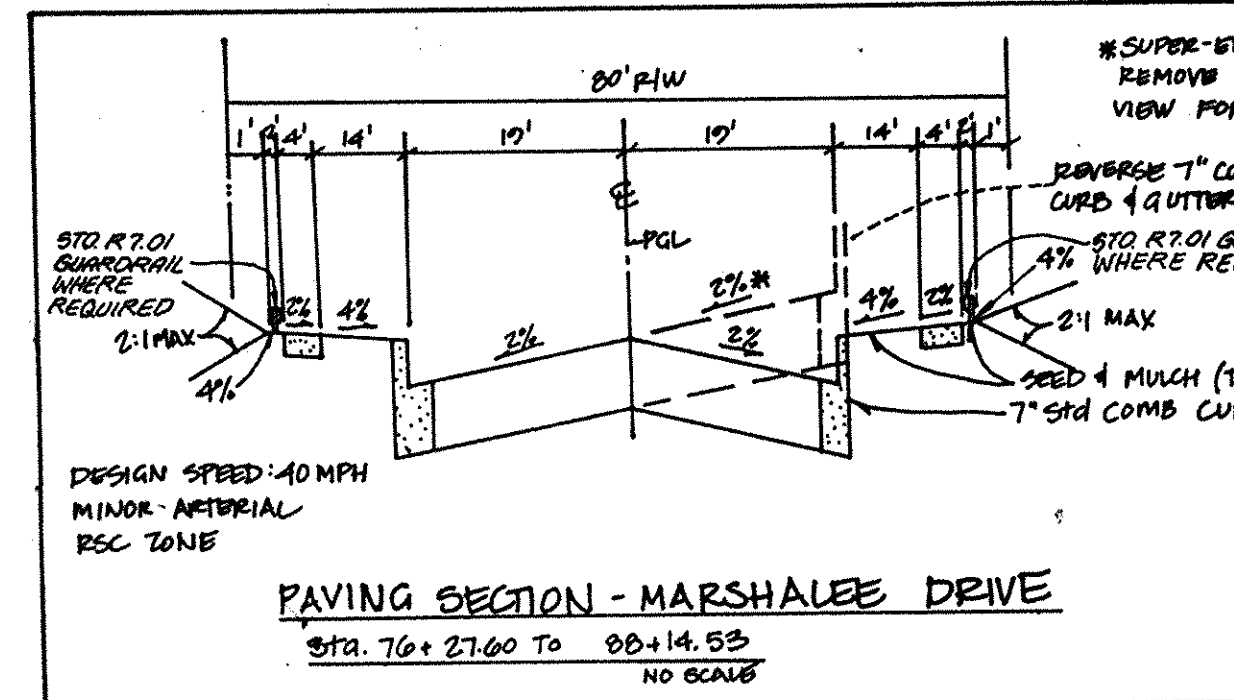 80' R/W
*SUPER-E
REMOVE
VIEW FO
1' 2' 4' 14' 19' 19' 14' 4' 2' 1'
REVERSE 7" CO
CURB & GUTTER
PGL
STD. R7.01
GUARDRAIL
WHERE
REQUIRED
2:1 MAX
4%
2%
4%
2%
2%*
2%
4%
2%
4%
STD. R7.01 G
WHERE RE
2:1 MAX
SEED & MULCH (T
7" Std COMB CU
DESIGN SPEED: 40 MPH
MINOR - ARTERIAL
RSC ZONE
PAVING SECTION - MARSHALEE DRIVE
Sta. 76+27.60 To 88+14.53
NO SCALE